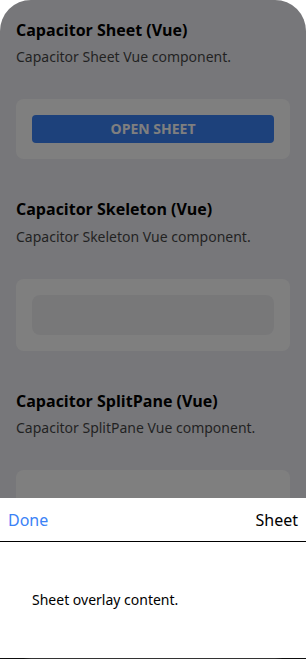 Capacitor Sheet (Vue)
Capacitor Sheet Vue component.
OPEN SHEET
Capacitor Skeleton (Vue)
Capacitor Skeleton Vue component.
Capacitor SplitPane (Vue)
Capacitor SplitPane Vue component.
Done Sheet
Sheet overlay content.